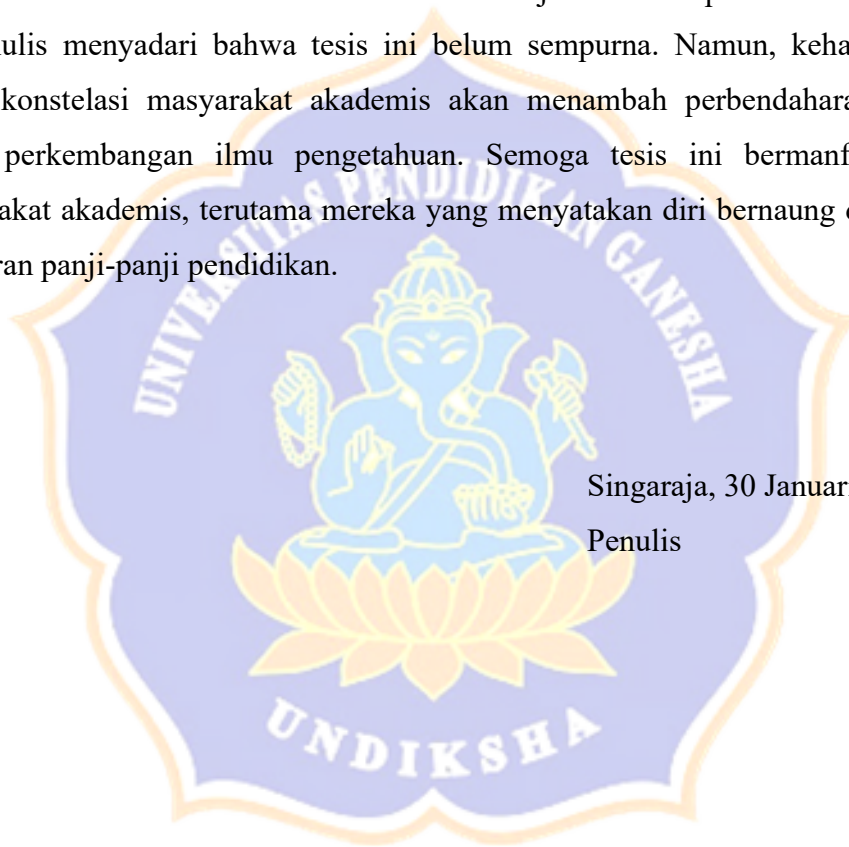 ulis menyadari bahwa tesis ini belum sempurna. Namun, keha
konstelasi masyarakat akademis akan menambah perbendahara
perkembangan ilmu pengetahuan. Semoga tesis ini bermanf
akat akademis, terutama mereka yang menyatakan diri bernaung
ran panji-panji pendidikan.
UNIVERSITAS PENDIDIKAN GANESHA
Singaraja, 30 Januari
Penulis
UNDIKSHA